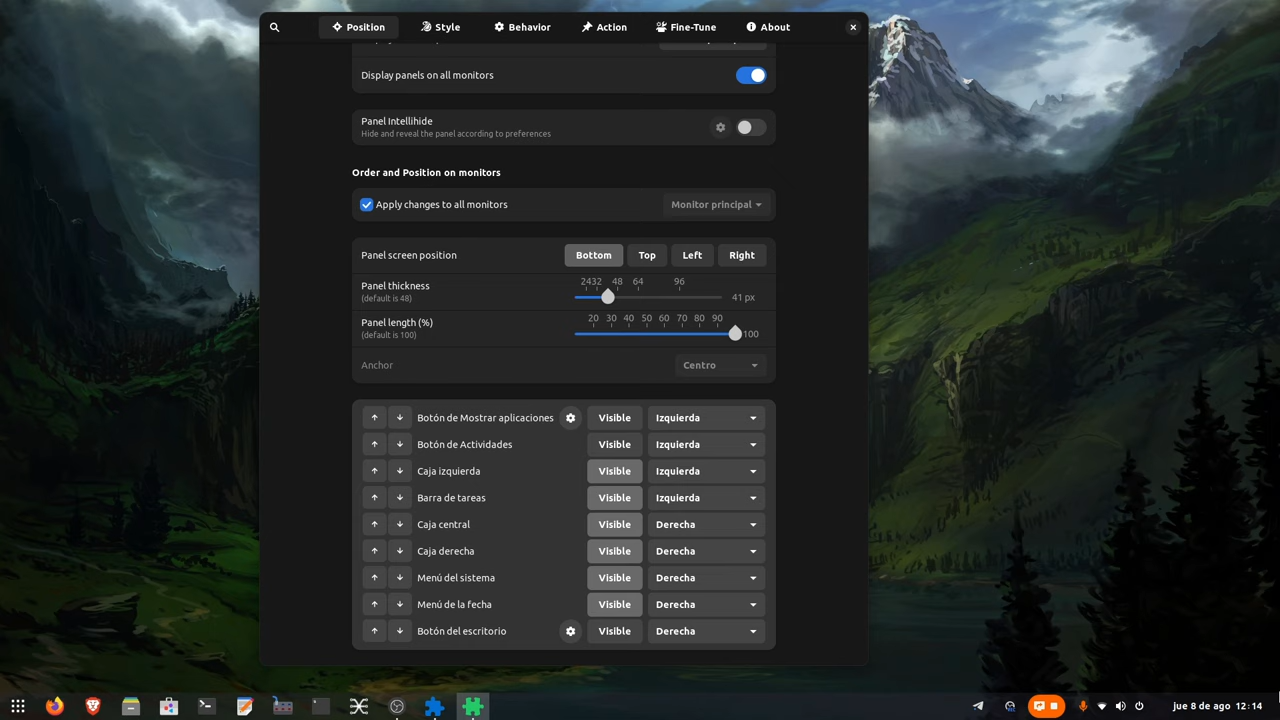 Position
Style
Behavior
Action
Fine-Tune
About
Display panels on all monitors
Panel Intellihide
Hide and reveal the panel according to preferences
Order and Position on monitors
Apply changes to all monitors
Monitor principal
Panel screen position
Bottom
Top
Left
Right
Panel thickness
(default is 48)
24 32 48 64 96
41 px
Panel length (%)
(default is 100)
20 30 40 50 60 70 80 90
100
Anchor
Centro
Botón de Mostrar aplicaciones Visible Izquierda
Botón de Actividades Visible Izquierda
Caja izquierda Visible Izquierda
Barra de tareas Visible Izquierda
Caja central Visible Derecha
Caja derecha Visible Derecha
Menú del sistema Visible Derecha
Menú de la fecha Visible Derecha
Botón del escritorio Visible Derecha
jue 8 de ago 12:14